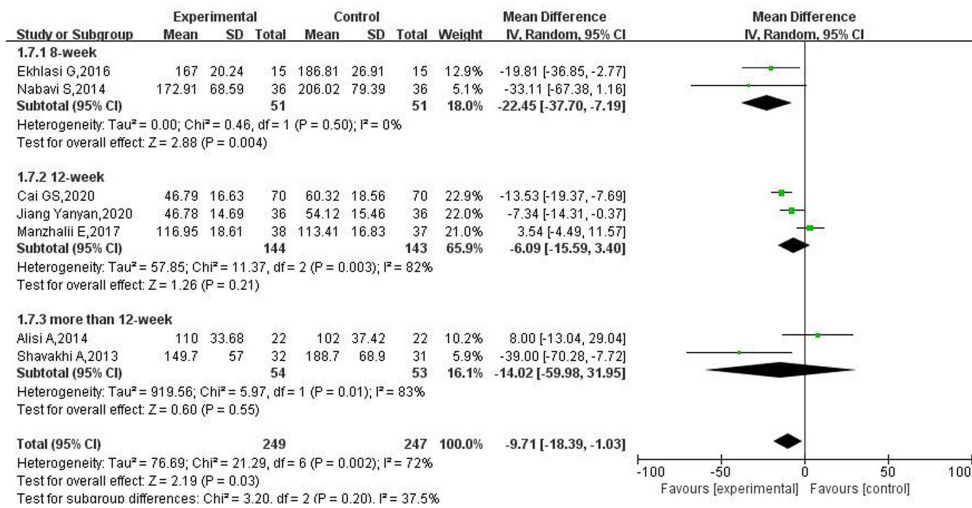 Experimental Control Mean Difference Mean Difference
Study or Subgroup Mean SD Total Mean SD Total Weight IV, Random, 95% CI IV, Random, 95% CI
1.7.1 8-week
Ekhlasi G,2016 167 20.24 15 186.81 26.91 15 12.9% -19.81 [-36.85, -2.77]
Nabavi S,2014 172.91 68.59 36 206.02 79.39 36 5.1% -33.11 [-67.38, 1.16]
Subtotal (95% CI) 51 51 18.0% -22.45 [-37.70, -7.19]
Heterogeneity: Tau² = 0.00; Chi² = 0.46, df = 1 (P = 0.50); I² = 0%
Test for overall effect: Z = 2.88 (P = 0.004)
1.7.2 12-week
Cai GS,2020 46.79 16.63 70 60.32 18.56 70 22.9% -13.53 [-19.37, -7.69]
Jiang Yanyan,2020 46.78 14.69 36 54.12 15.46 36 22.0% -7.34 [-14.31, -0.37]
Manzhalii E,2017 116.95 18.61 38 113.41 16.83 37 21.0% 3.54 [-4.49, 11.57]
Subtotal (95% CI) 144 143 65.9% -6.09 [-15.59, 3.40]
Heterogeneity: Tau² = 57.85; Chi² = 11.37, df = 2 (P = 0.003); I² = 82%
Test for overall effect: Z = 1.26 (P = 0.21)
1.7.3 more than 12-week
Alisi A,2014 110 33.68 22 102 37.42 22 10.2% 8.00 [-13.04, 29.04]
Shavakhi A,2013 149.7 57 32 188.7 68.9 31 5.9% -39.00 [-70.28, -7.72]
Subtotal (95% CI) 54 53 16.1% -14.02 [-59.98, 31.95]
Heterogeneity: Tau² = 919.56; Chi² = 5.97, df = 1 (P = 0.01); I² = 83%
Test for overall effect: Z = 0.60 (P = 0.55)
Total (95% CI) 249 247 100.0% -9.71 [-18.39, -1.03]
Heterogeneity: Tau² = 76.69; Chi² = 21.29, df = 6 (P = 0.002); I² = 72%
Test for overall effect: Z = 2.19 (P = 0.03)
Test for subgroup differences: Chi² = 3.20, df = 2 (P = 0.20), I² = 37.5%
-100 -50 0 50 100
Favours [experimental] Favours [control]